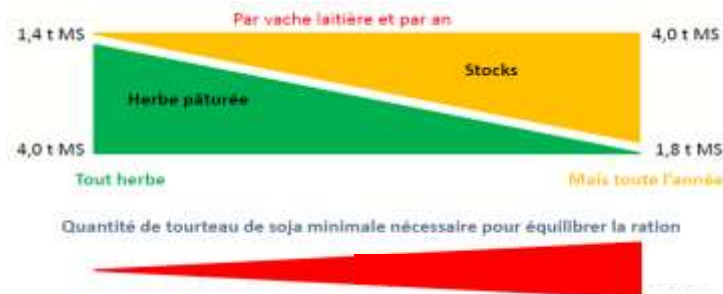 Par vache laitière et par an
1,4 t MS
4,0 t MS
Stocks
Herbe pâturée
4,0 t MS
1,8 t MS
Tout herbe
Maïs toute l'année
Quantité de tourteau de soja minimale nécessaire pour équilibrer la ration